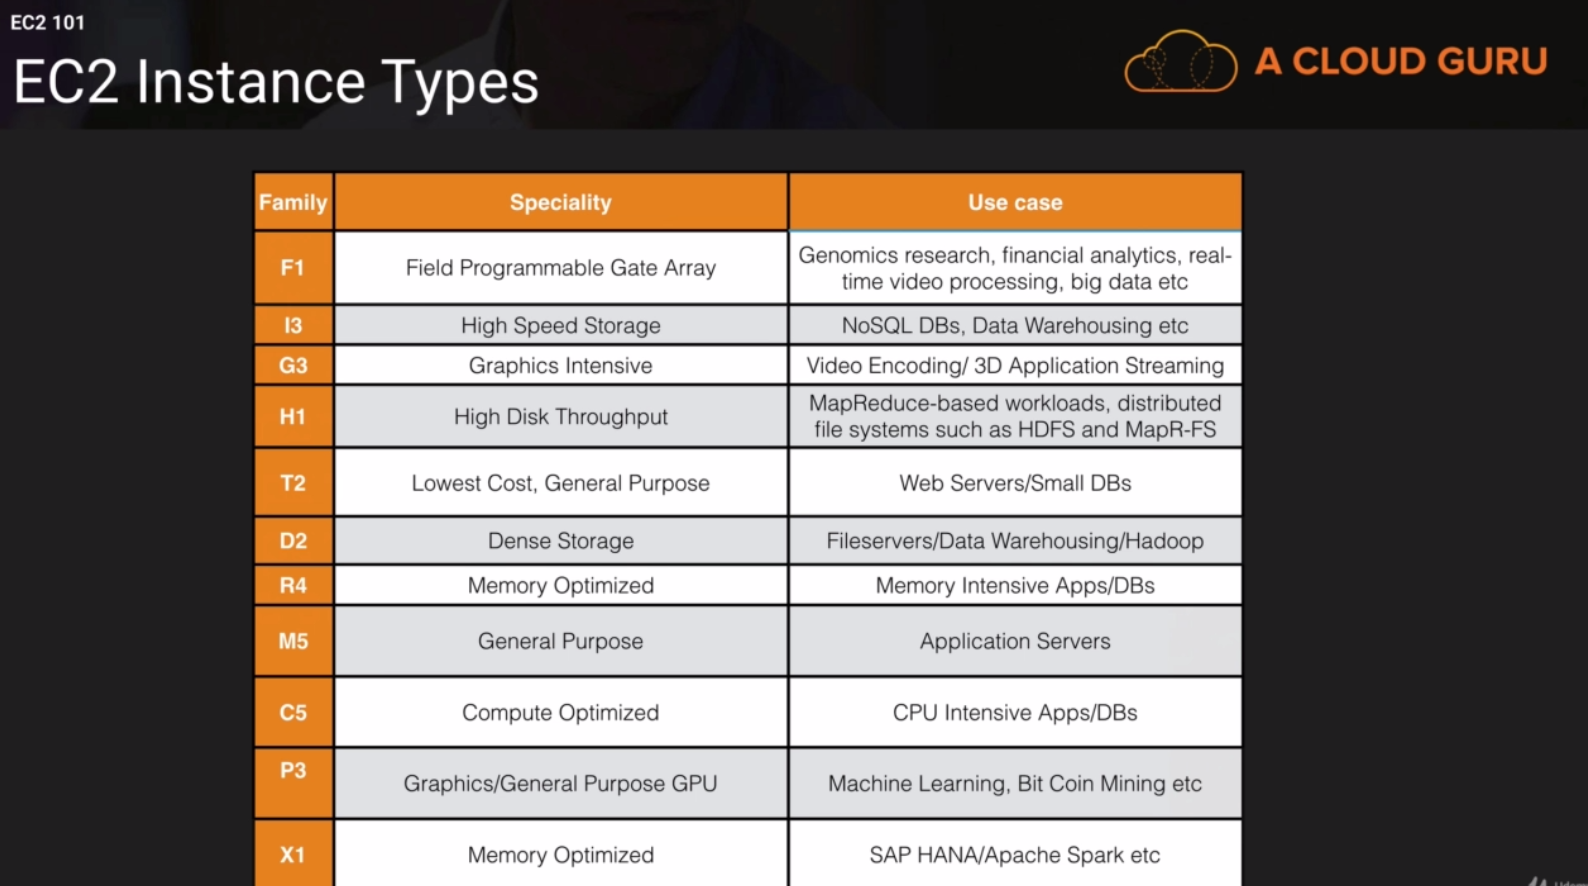 EC2 101
EC2 Instance Types
A CLOUD GURU
Family Speciality Use case
F1 Field Programmable Gate Array Genomics research, financial analytics, real-
time video processing, big data etc
I3 High Speed Storage NoSQL DBs, Data Warehousing etc
G3 Graphics Intensive Video Encoding/ 3D Application Streaming
H1 High Disk Throughput MapReduce-based workloads, distributed
file systems such as HDFS and MapR-FS
T2 Lowest Cost, General Purpose Web Servers/Small DBs
D2 Dense Storage Fileservers/Data Warehousing/Hadoop
R4 Memory Optimized Memory Intensive Apps/DBs
M5 General Purpose Application Servers
C5 Compute Optimized CPU Intensive Apps/DBs
P3 Graphics/General Purpose GPU Machine Learning, Bit Coin Mining etc
X1 Memory Optimized SAP HANA/Apache Spark etc